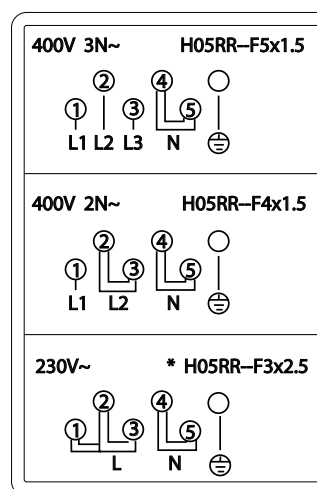 400V 3N~ H05RR--F5x1.5
2 4
1 3 5
L1 L2 L3 N
400V 2N~ H05RR--F4x1.5
2 4
1 3 5
L1 L2 N
230V~ * H05RR--F3x2.5
2 4
1 3 5
L N